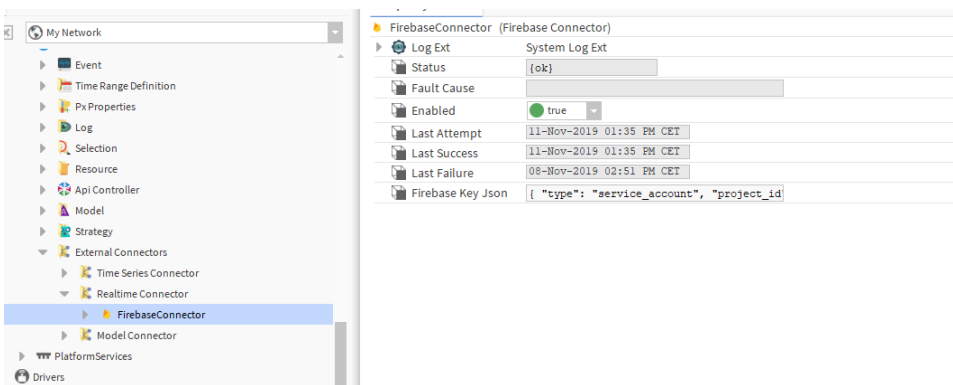 My Network
Event
Time Range Definition
Px Properties
Log
Selection
Resource
Api Controller
Model
Strategy
External Connectors
Time Series Connector
Realtime Connector
FirebaseConnector
Model Connector
PlatformServices
Drivers
FirebaseConnector (Firebase Connector)
Log Ext System Log Ext
Status {ok}
Fault Cause
Enabled true
Last Attempt 11-Nov-2019 01:35 PM CET
Last Success 11-Nov-2019 01:35 PM CET
Last Failure 08-Nov-2019 02:51 PM CET
Firebase Key Json { "type": "service_account", "project_id"